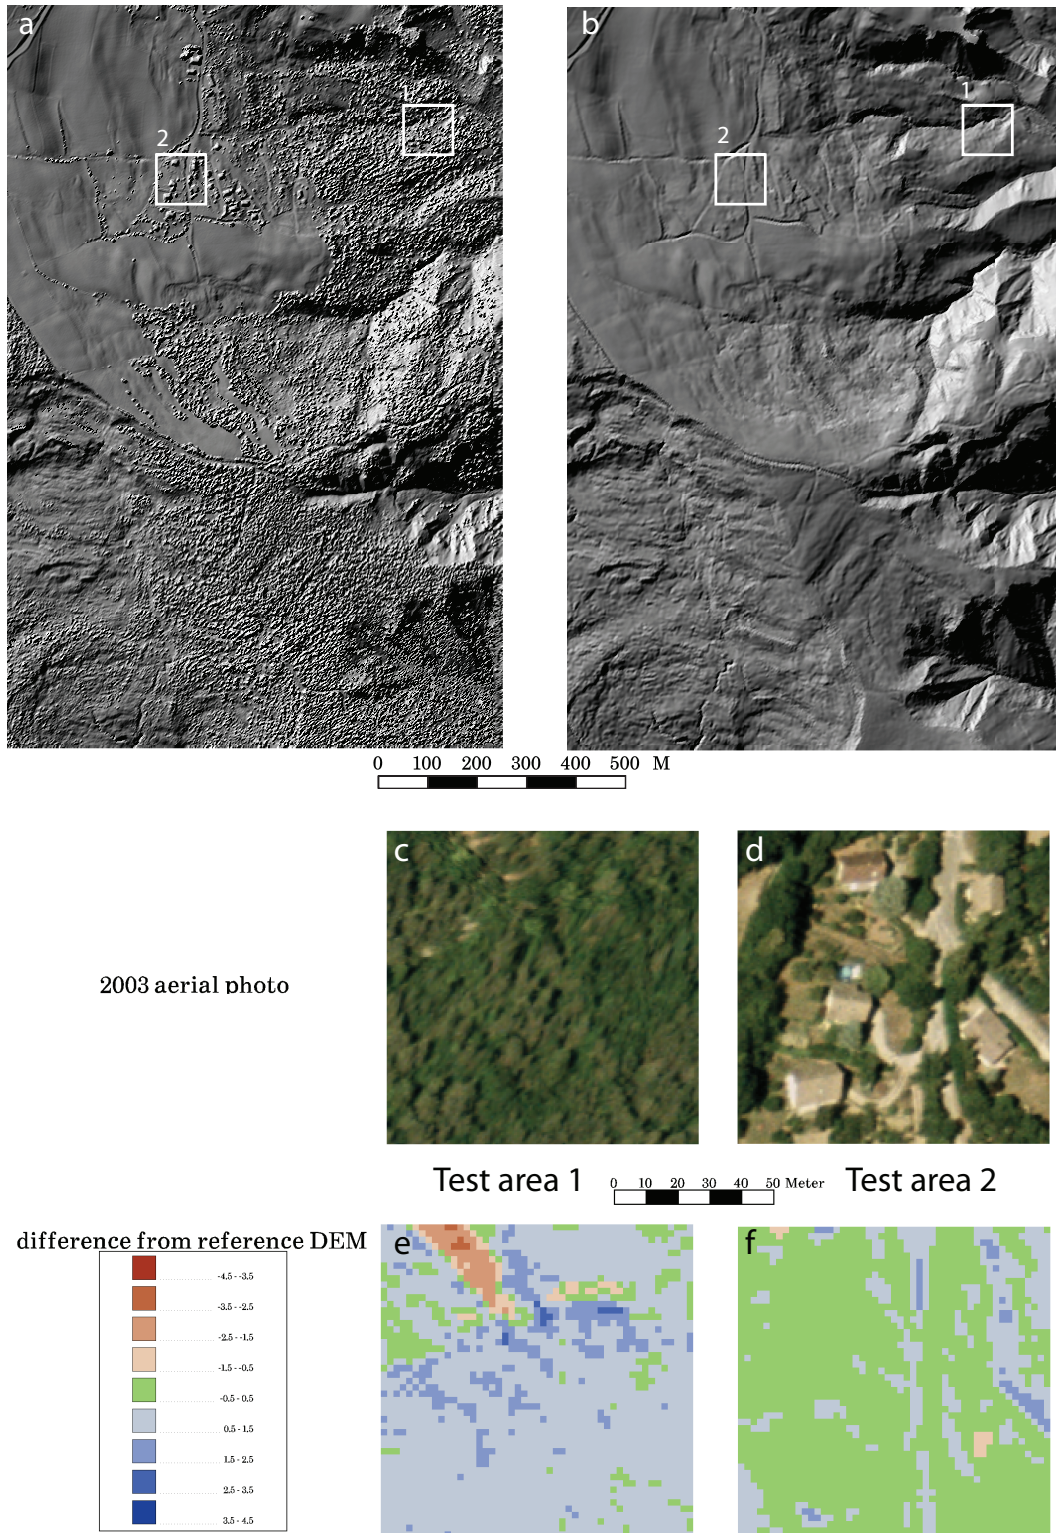 a
b
1
1
2
2
0 100 200 300 400 500 M
c
d
2003 aerial photo
Test area 1
0 10 20 30 40 50 Meter
Test area 2
difference from reference DEM
e
f
-4.5 - -3.5
-3.5 - -2.5
-2.5 - -1.5
-1.5 - -0.5
-0.5 - 0.5
0.5 - 1.5
1.5 - 2.5
2.5 - 3.5
3.5 - 4.5